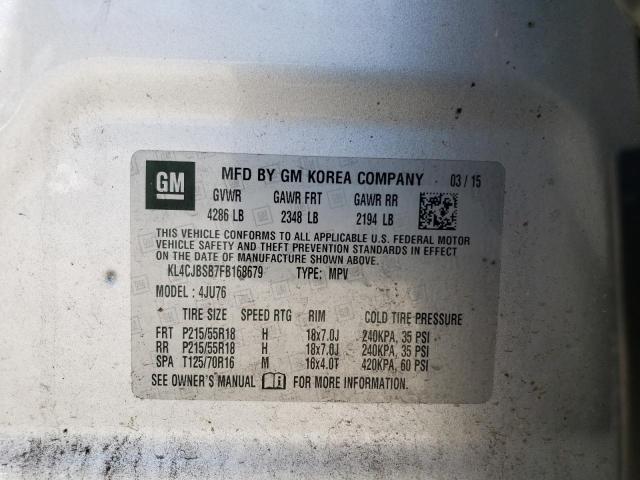 GM MFD BY GM KOREA COMPANY 03/15
GVWR GAWR FRT GAWR RR
4286 LB 2348 LB 2194 LB
THIS VEHICLE CONFORMS TO ALL APPLICABLE U.S. FEDERAL MOTOR
VEHICLE SAFETY AND THEFT PREVENTION STANDARDS IN EFFECT
ON THE DATE OF MANUFACTURE SHOWN ABOVE.
KL4CJBSB7FB168679 TYPE: MPV
MODEL: 4JU76
TIRE SIZE SPEED RTG RIM COLD TIRE PRESSURE
FRT P215/55R18 H 18x7.0J 240KPA, 35 PSI
RR P215/55R18 H 18x7.0J 240KPA, 35 PSI
SPA T125/70R16 M 16x4.0T 420KPA, 60 PSI
SEE OWNER'S MANUAL FOR MORE INFORMATION.